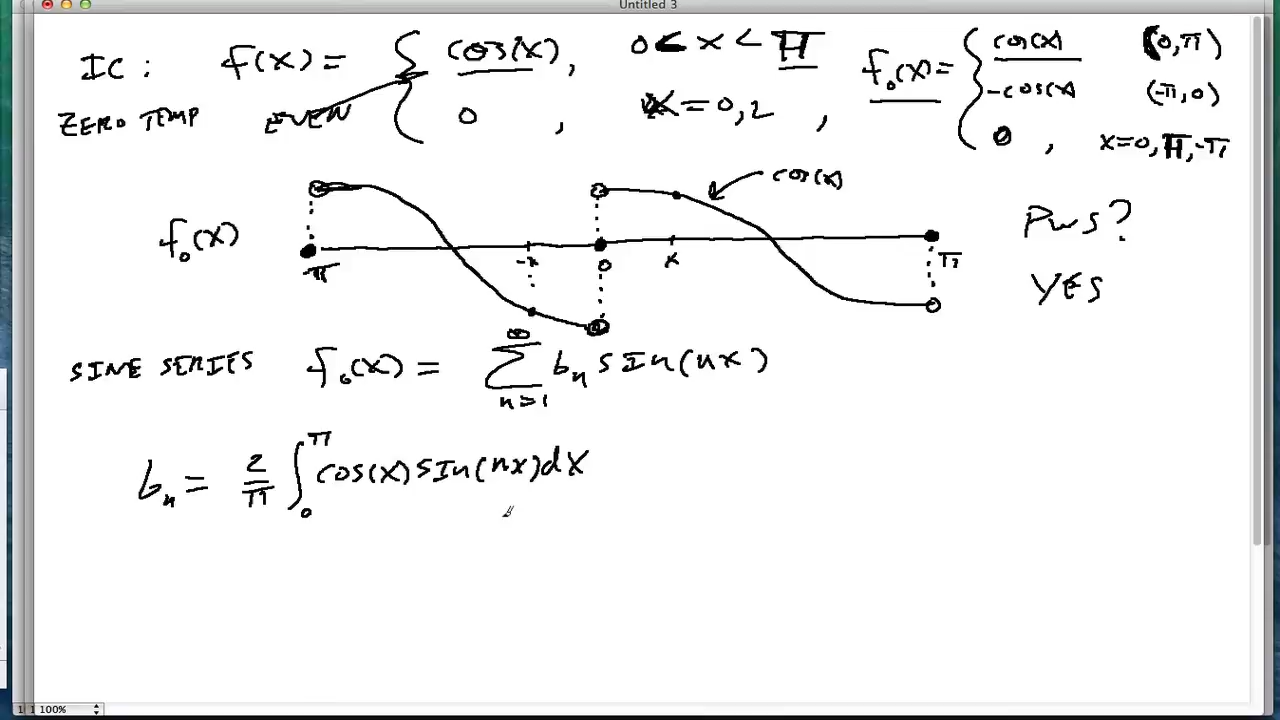 Untitled 3
IC: f(x) = { cos(x), 0 < x < π
0, x = 0, 2,
ZERO TEMP EVEN
f₀(x) = { cos(x) (0, π)
-cos(x) (-π, 0)
0, x=0, π, -π
cos(x)
f₀(x)
-π -x 0 x π
PWS?
YES
SINE SERIES f₀(x) = ∑ₙ₌₁^∞ bₙ sin(nx)
bₙ = 2/π ∫₀^π cos(x) sin(nx) dx
100%